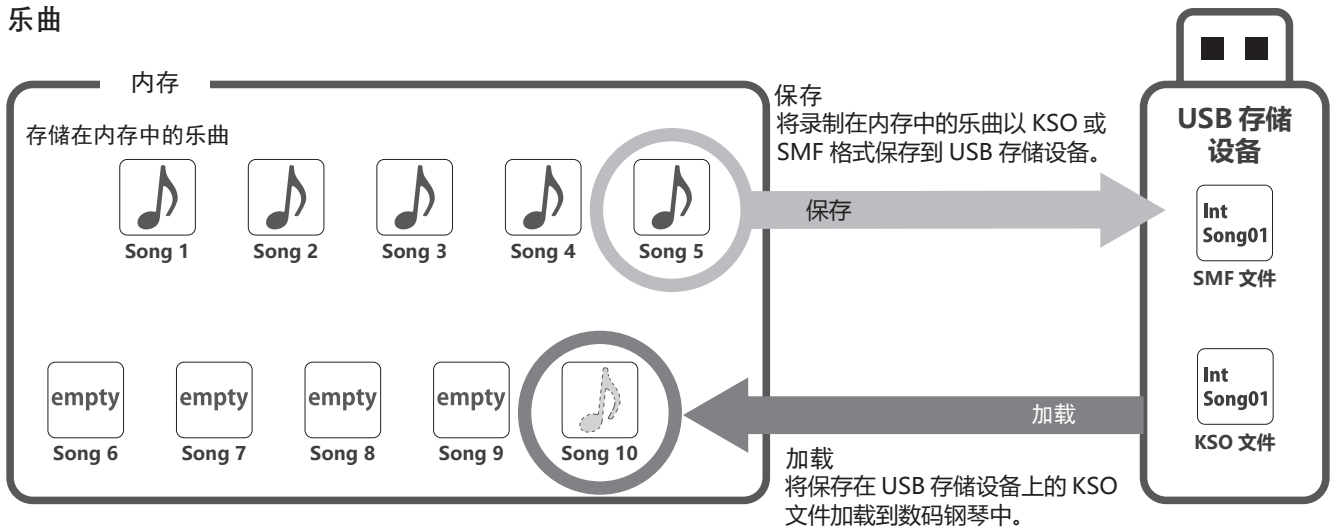 乐曲
内存
存储在内存中的乐曲
Song 1
Song 2
Song 3
Song 4
Song 5
保存
将录制在内存中的乐曲以 KSO 或
SMF 格式保存到 USB 存储设备。
保存
USB 存储
设备
Int
Song01
SMF 文件
empty
empty
empty
empty
Song 6
Song 7
Song 8
Song 9
Song 10
加载
Int
Song01
KSO 文件
加载
将保存在 USB 存储设备上的 KSO
文件加载到数码钢琴中。